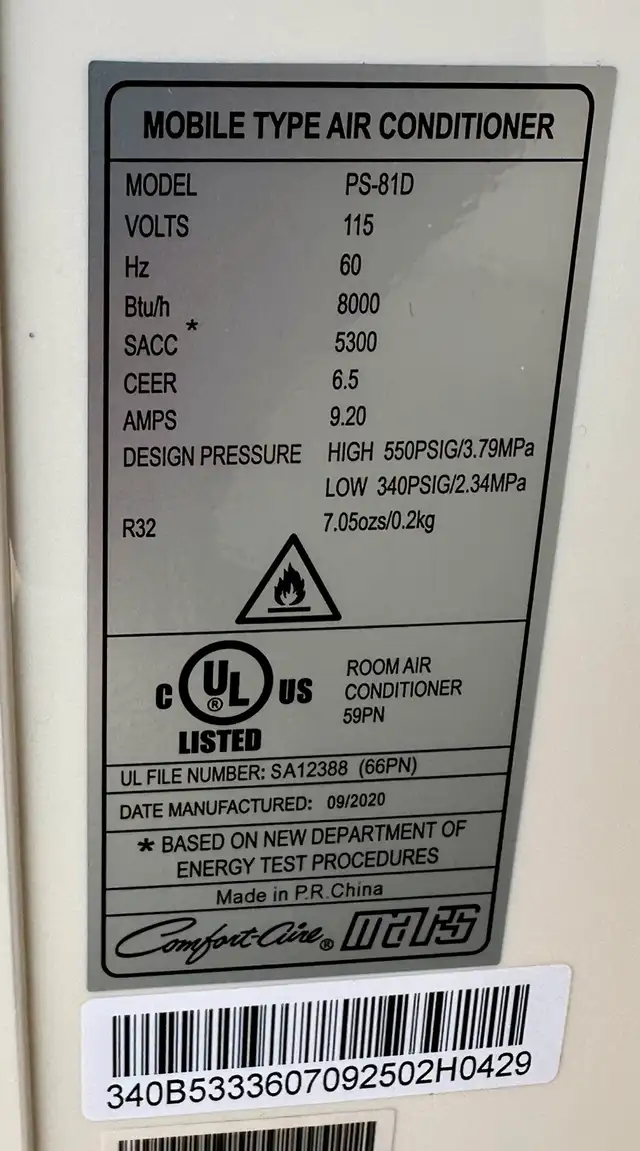 MOBILE TYPE AIR CONDITIONER
MODEL PS-81D
VOLTS 115
Hz 60
Btu/h 8000
SACC * 5300
CEER 6.5
AMPS 9.20
DESIGN PRESSURE HIGH 550PSIG/3.79MPa
LOW 340PSIG/2.34MPa
R32 7.05ozs/0.2kg
C UL ® US LISTED
ROOM AIR
CONDITIONER
59PN
UL FILE NUMBER: SA12388 (66PN)
DATE MANUFACTURED: 09/2020
* BASED ON NEW DEPARTMENT OF
ENERGY TEST PROCEDURES
Made in P.R.China
Comfort-Aire® mars
340B5333607092502H0429